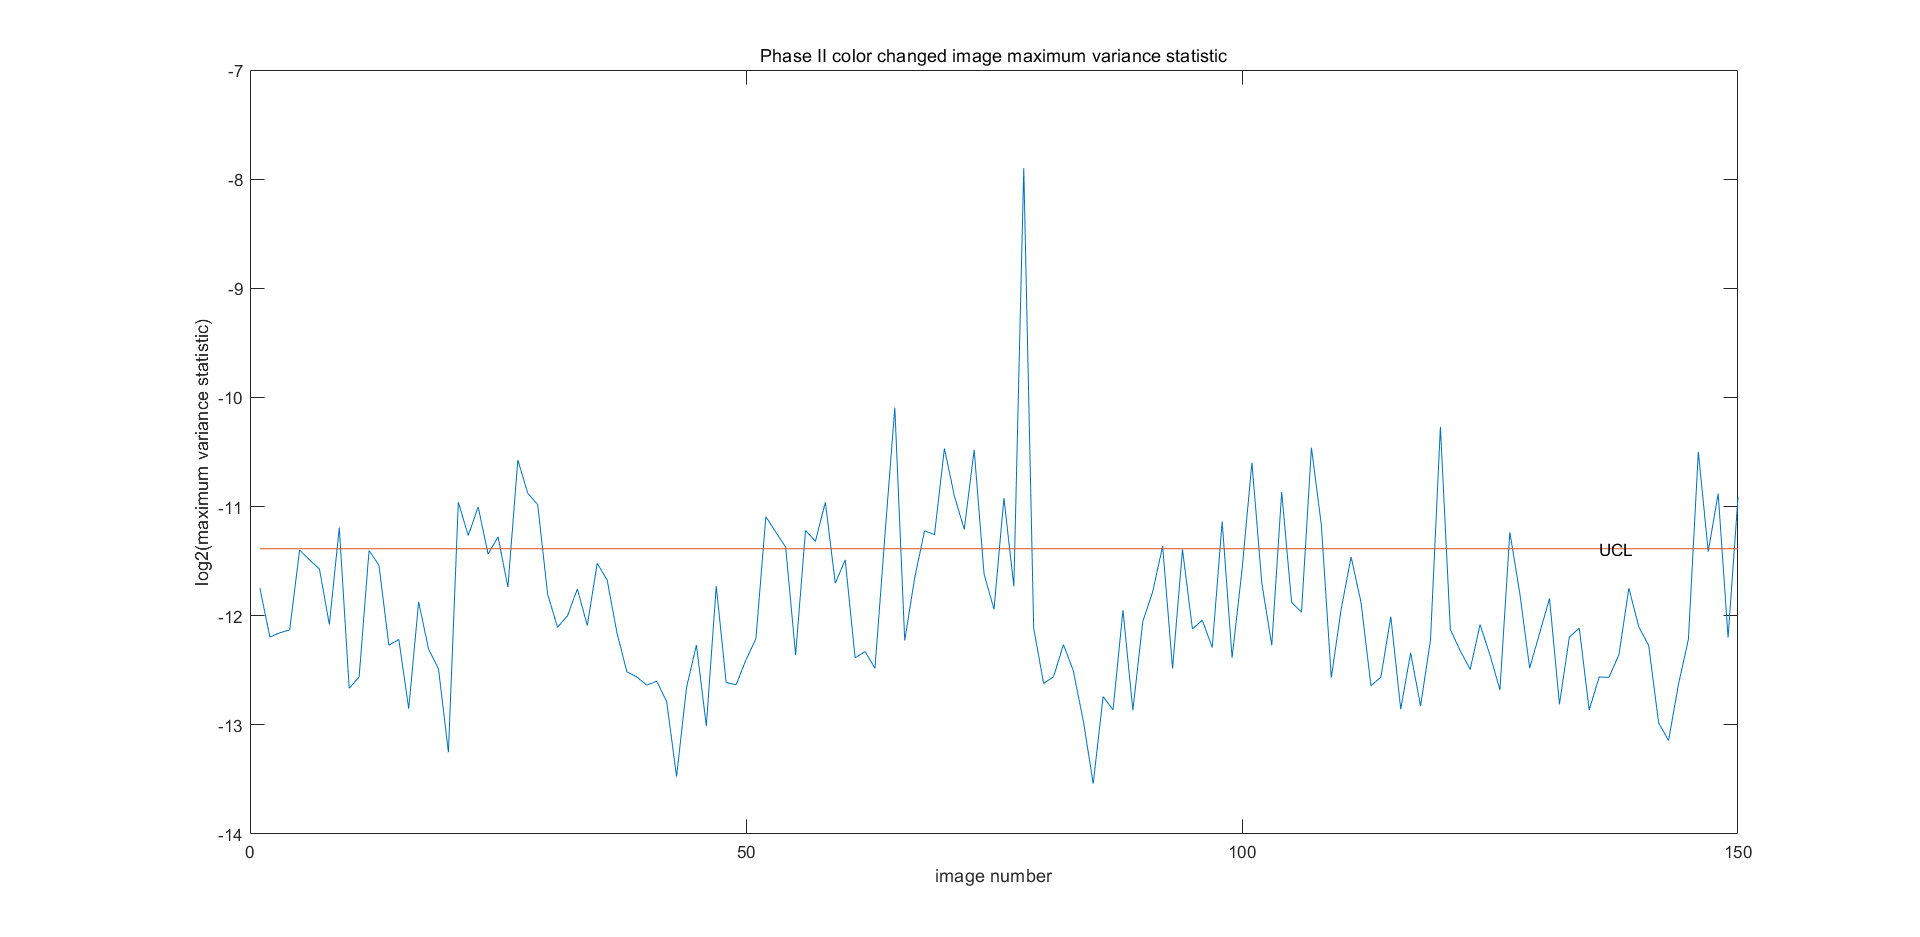 Phase II color changed image maximum variance statistic
-7
-8
-9
-10
-11
-12
-13
-14
log2(maximum variance statistic)
UCL
0 50 100 150
image number